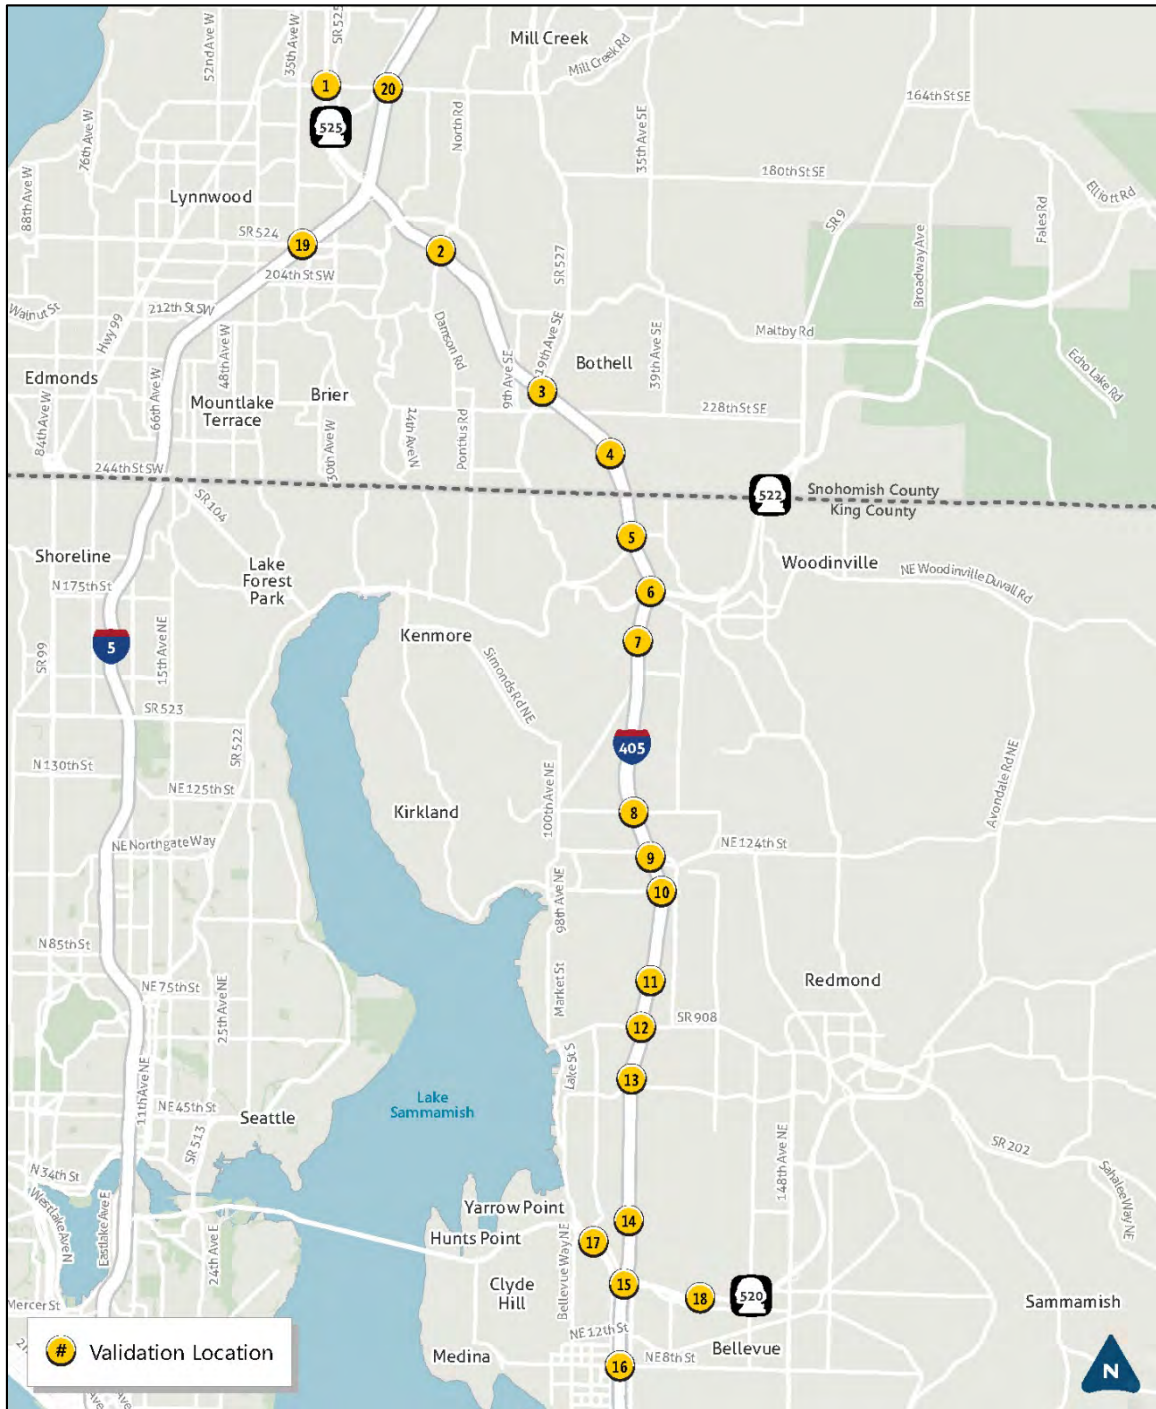 52nd Ave W
35th Ave W
SR 525
Mill Creek
Mill Creek Rd
1
20
525
76th Ave W
North Rd
35th Ave SE
164th St SE
180th St SE
88th Ave W
Lynnwood
SR 9
Elliott Rd
Fales Rd
Broadway Ave
SR 524
19
2
204th St SW
SR 527
Walnut St
212th St SW
Hwy 99
Damson Rd
Maltby Rd
Echo Lake Rd
Edmonds
48th Ave W
66th Ave W
Mountlake
Terrace
Brier
9th Ave SE
19th Ave SE
Bothell
39th Ave SE
3
84th Ave W
30th Ave W
14th Ave W
Pontius Rd
228th St SE
4
244th St SW
522
Snohomish County
King County
SR 104
5
Shoreline
Lake
Forest
Park
Woodinville
N 175th St
NE Woodinville Duvall Rd
6
5
15th Ave NE
SR 99
Kenmore
7
Simonds Rd NE
SR 523
SR 522
405
N 130th St
NE 125th St
Kirkland
100th Ave NE
8
Avondale Rd NE
NE Northgate Way
9
NE 124th St
10
98th Ave NE
N 85th St
NE 75th St
25th Ave NE
Market St
11
Redmond
12
SR 908
Lake St S
13
11th Ave NE
NE 45th St
Seattle
SR 513
Lake
Sammamish
148th Ave NE
SR 202
N 34th St
Westlake Ave N
Eastlake Ave E
24th Ave E
Sahalee Way NE
Yarrow Point
14
Hunts Point
17
Bellevue Way NE
Clyde
Hill
15
18
520
Sammamish
Mercer St
NE 12th St
Medina
16
NE 8th St
Bellevue
# Validation Location
N